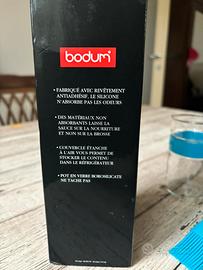 bodum
• FABRIQUÉ AVEC REVÊTEMENT
ANTIADHÉSIF, LE SILICONE
N'ABSORBE PAS LES ODEURS
• DES MATÉRIAUX NON
ABSORBANTS LAISSE LA
SAUCE SUR LA NOURRITURE
ET NON SUR LA BROSSE
• COUVERCLE ÉTANCHE
À L'AIR VOUS PERMET DE
STOCKER LE CONTENU
DANS LE RÉFRIGÉRATEUR
• POT EN VERRE BOROSILICATE
NE TACHE PAS